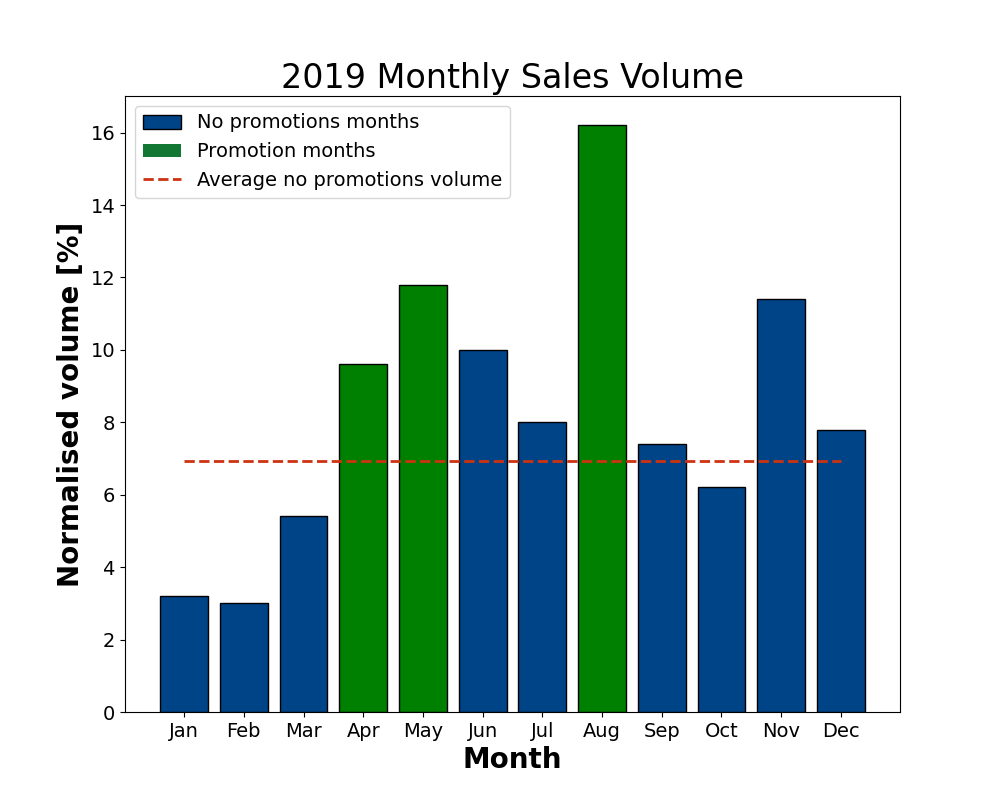 2019 Monthly Sales Volume
No promotions months
Promotion months
Average no promotions volume
Normalised volume [%]
16
14
12
10
8
6
4
2
0
Jan Feb Mar Apr May Jun Jul Aug Sep Oct Nov Dec
Month